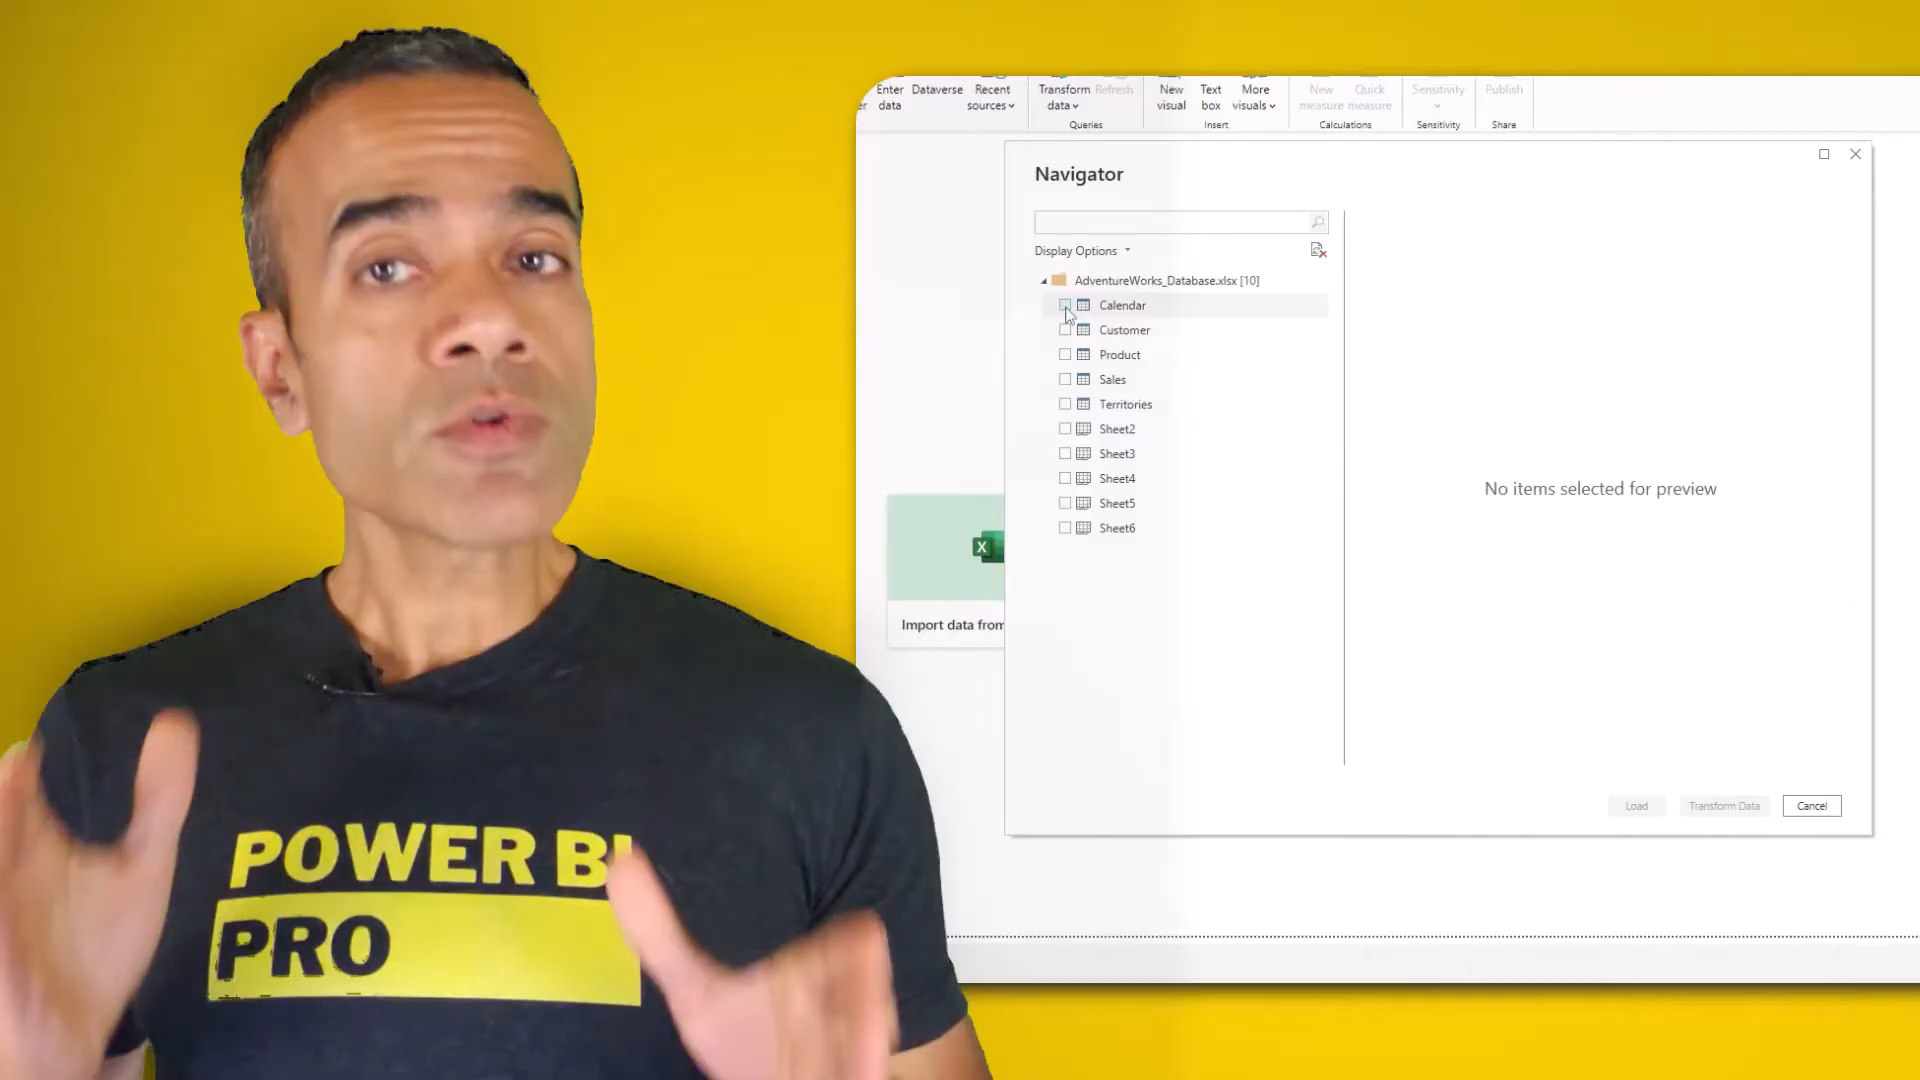 Enter data
Dataverse
Recent sources
Transform data
Refresh
Queries
New visual
Text box
More visuals
Insert
New measure
Quick measure
Calculations
Sensitivity
Sensitivity
Publish
Share
Navigator
Display Options
AdventureWorks_Database.xlsx [10]
Calendar
Customer
Product
Sales
Territories
Sheet2
Sheet3
Sheet4
Sheet5
Sheet6
No items selected for preview
X
Import data from
Load
Transform Data
Cancel
POWER BI
PRO